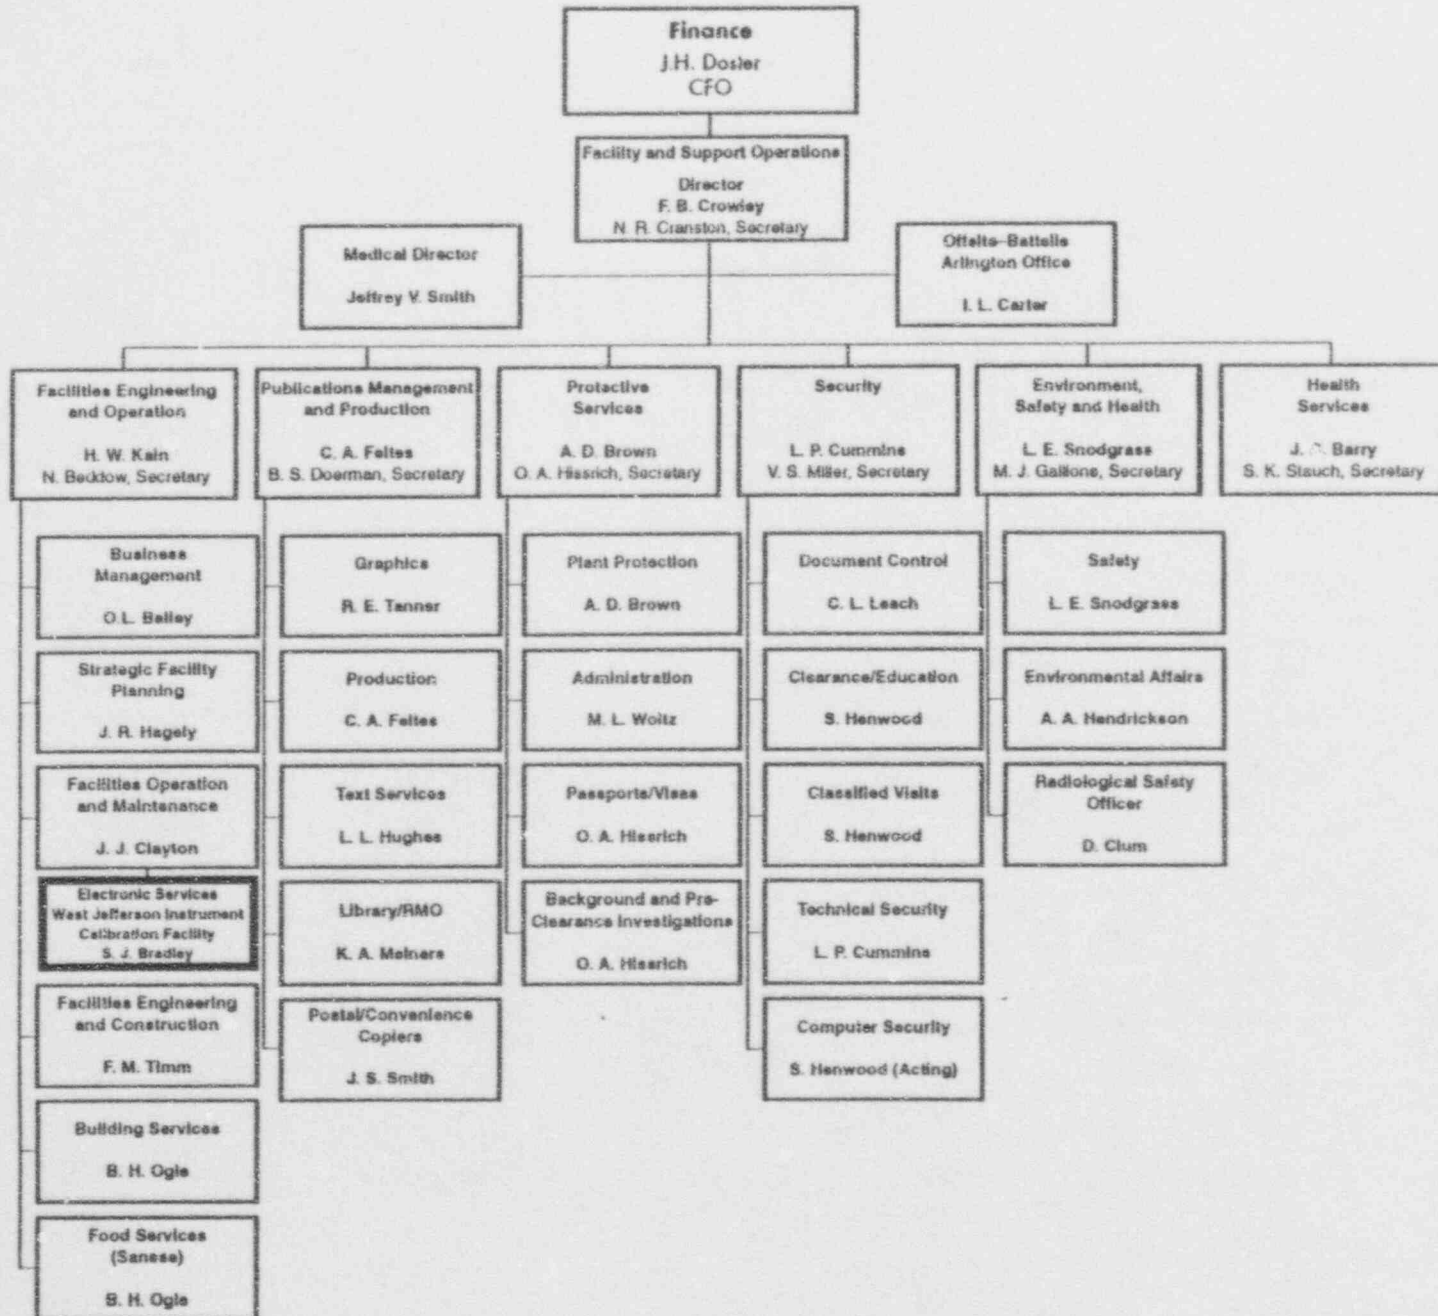 Finance
J.H. Dosier
CFO
Facility and Support Operations
Director
F. B. Crowley
N. R. Cranston, Secretary
Medical Director
Jeffrey V. Smith
Offsite-Battelle
Arlington Office
I. L. Carter
Facilities Engineering
and Operation
H. W. Kain
N. Beddow, Secretary
Publications Management
and Production
C. A. Feltes
B. S. Doerman, Secretary
Protective
Services
A. D. Brown
O. A. Hissrich, Secretary
Security
L. P. Cummins
V. S. Miller, Secretary
Environment,
Safety and Health
L. E. Snodgrass
M. J. Gallions, Secretary
Health
Services
J. Barry
S. K. Stauch, Secretary
Business
Management
O.L. Bailey
Strategic Facility
Planning
J. R. Hagely
Facilities Operation
and Maintenance
J. J. Clayton
Electronic Services
West Jefferson Instrument
Calibration Facility
S. J. Bradley
Facilities Engineering
and Construction
F. M. Timm
Building Services
B. H. Ogle
Food Services
(Sanese)
B. H. Ogle
Graphics
R. E. Tanner
Production
C. A. Feltes
Text Services
L. L. Hughes
Library/RMO
K. A. Meiners
Postal/Convenience
Copiers
J. S. Smith
Plant Protection
A. D. Brown
Administration
M. L. Woltz
Passports/Visas
O. A. Hissrich
Background and Pre-
Clearance Investigations
O. A. Hissrich
Document Control
C. L. Leach
Clearance/Education
S. Henwood
Classified Visits
S. Henwood
Technical Security
L. P. Cummins
Computer Security
S. Henwood (Acting)
Safety
L. E. Snodgrass
Environmental Affairs
A. A. Hendrickson
Radiological Safety
Officer
D. Clum